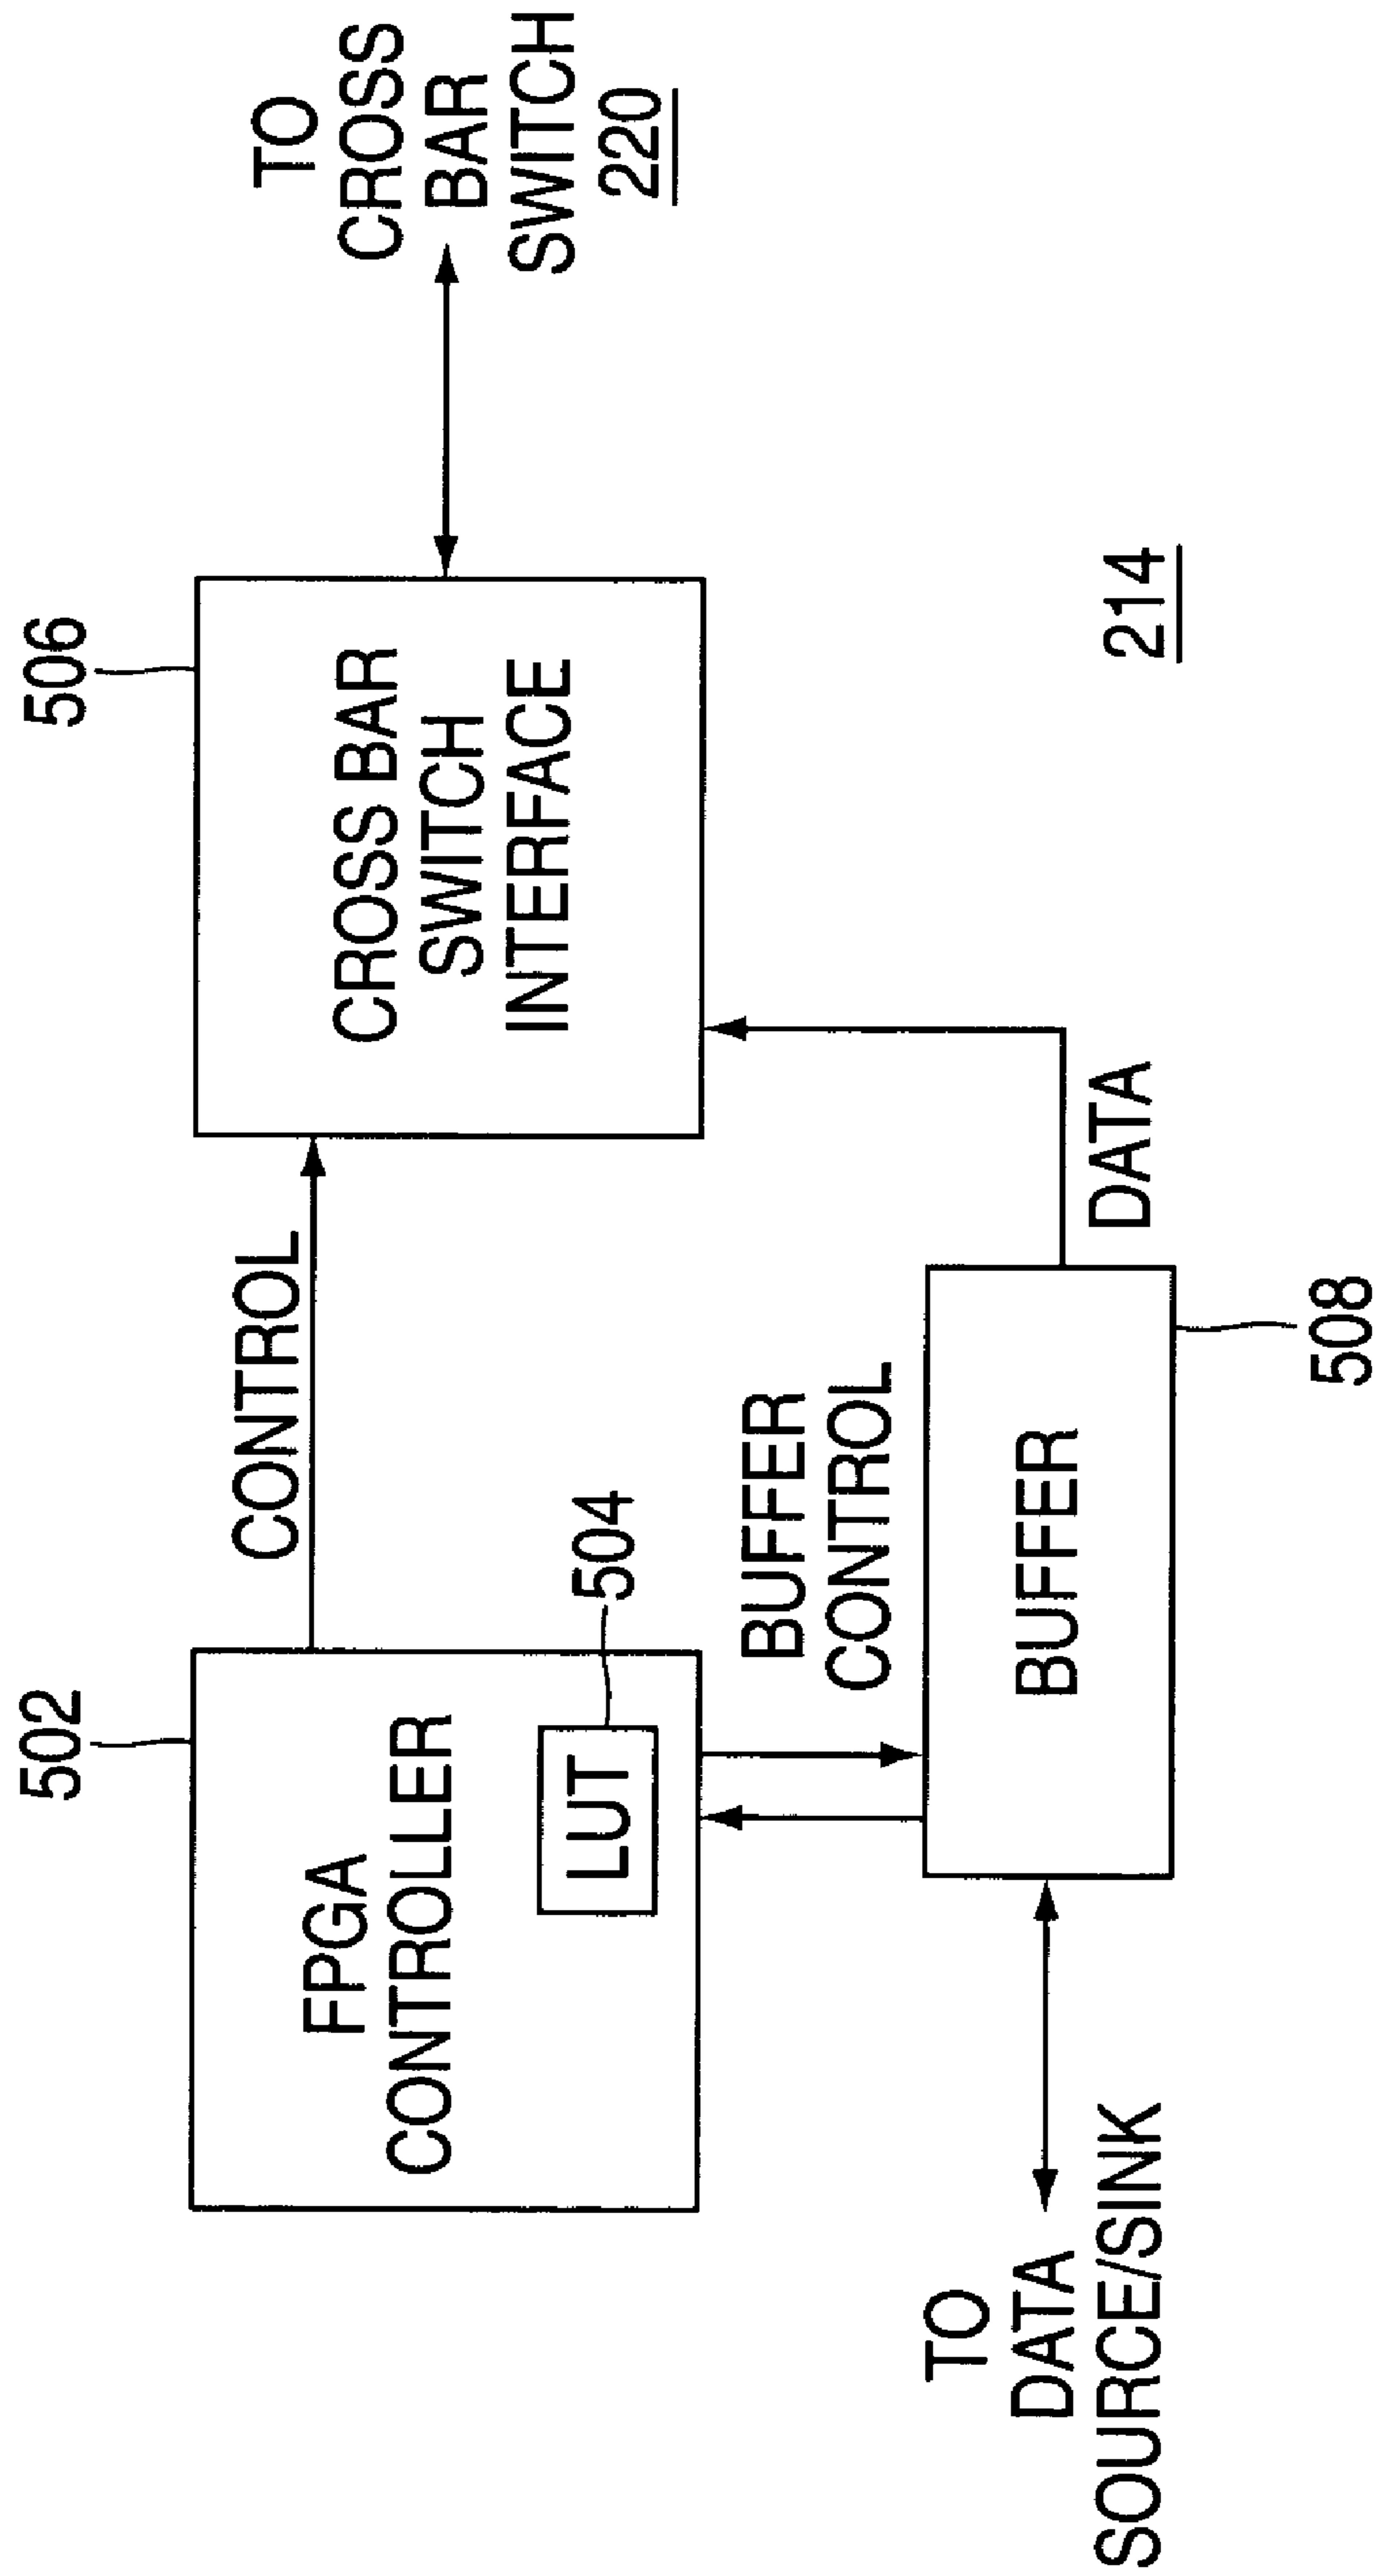 502
506
TO
CROSS
BAR
SWITCH
220
CONTROL
FPGA
CONTROLLER
CROSS BAR
SWITCH
INTERFACE
LUT
504
BUFFER
CONTROL
TO
DATA
SOURCE/SINK
BUFFER
DATA
508
214